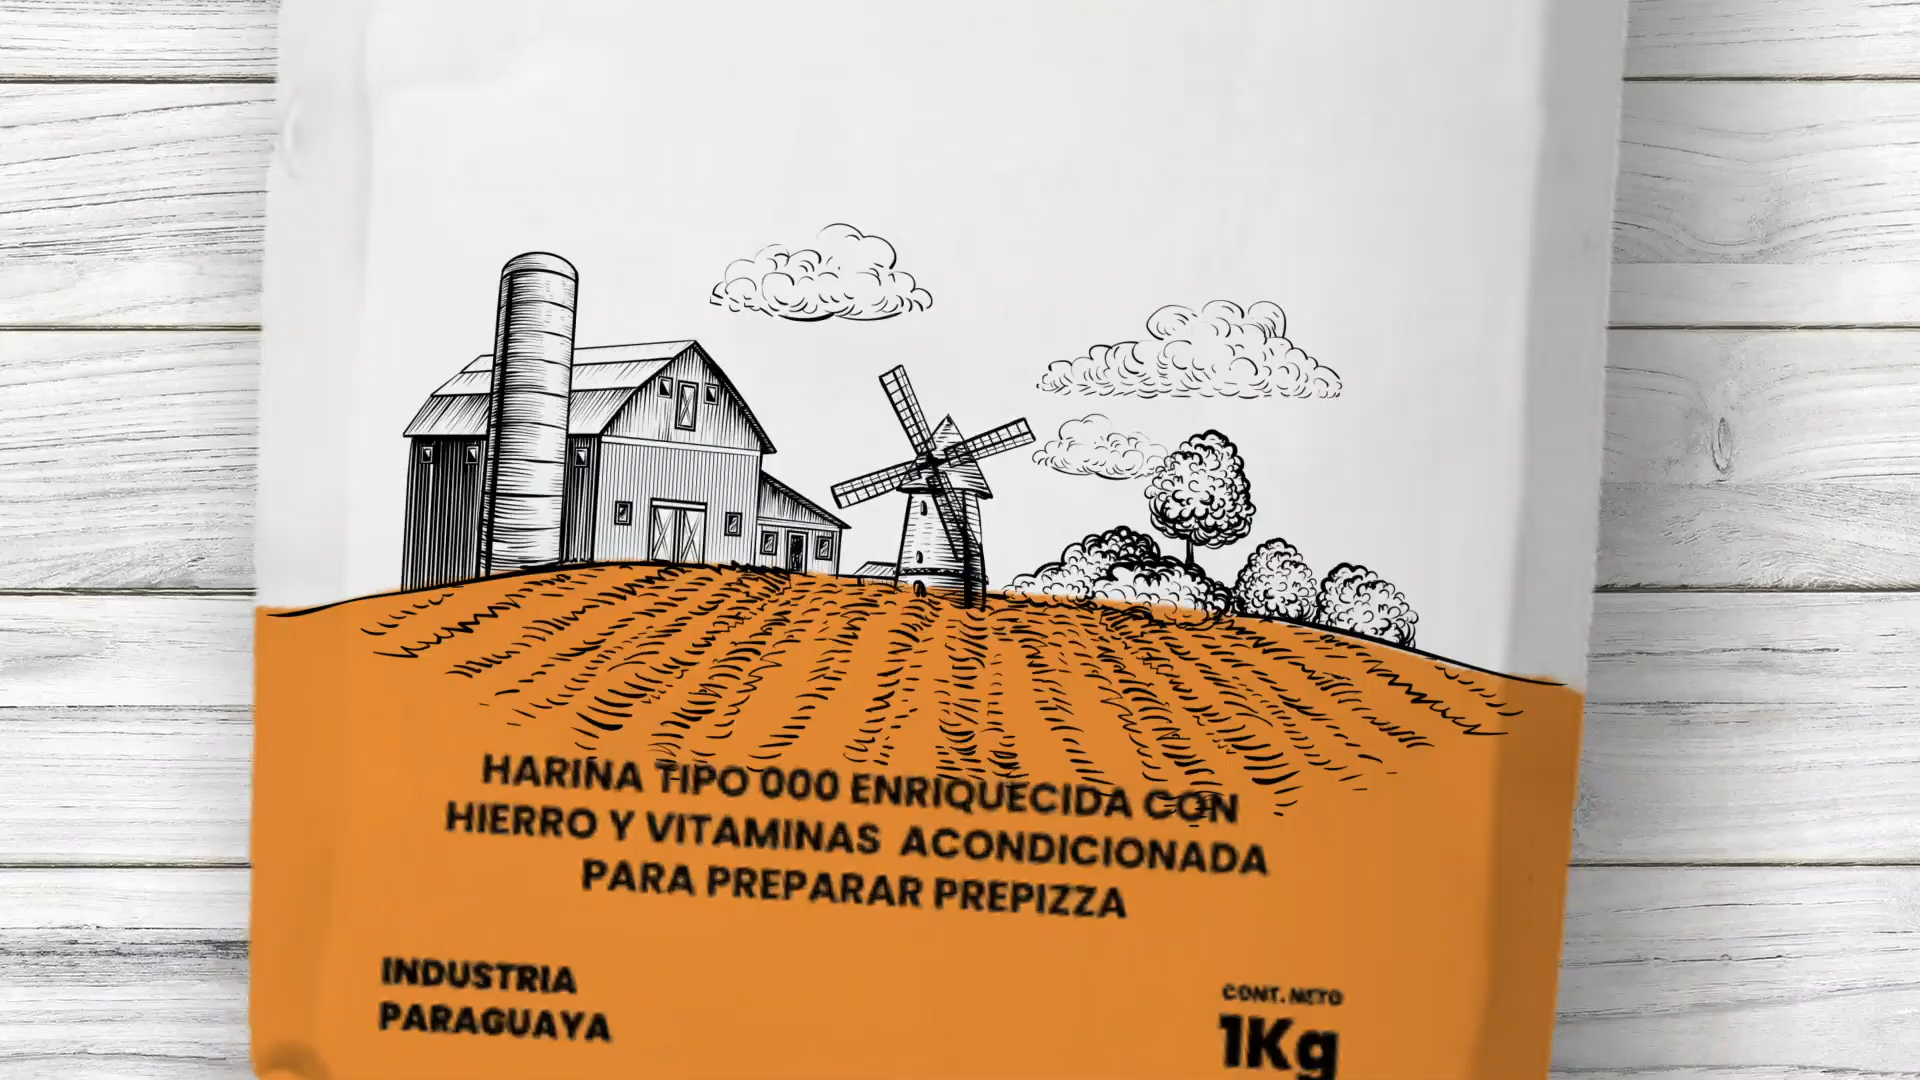 HARINA TIPO 000 ENRIQUECIDA CON
HIERRO Y VITAMINAS ACONDICIONADA
PARA PREPARAR PREPIZZA
INDUSTRIA
PARAGUAYA
CONT. NETO
1Kg